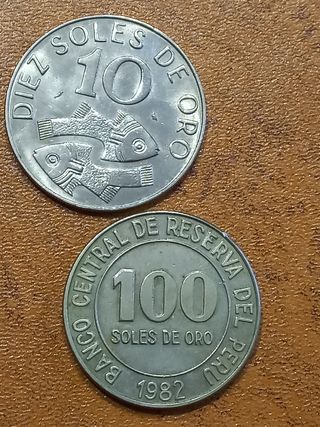 DIEZ SOLES DE ORO
10
BANCO CENTRAL DE RESERVA DEL PERU
100
SOLES DE ORO
1982